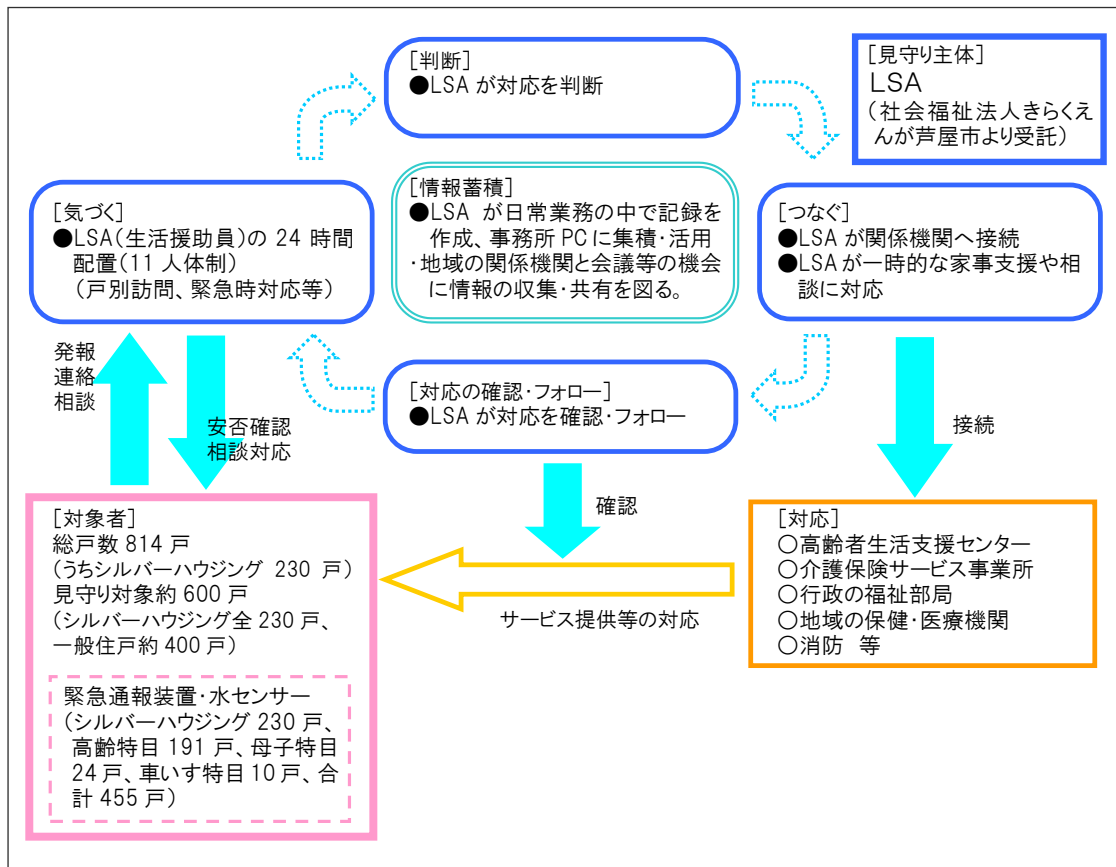 [判断]
●LSA が対応を判断
[見守り主体]
LSA
(社会福祉法人きらくえ
んが芦屋市より受託)
[気づく]
●LSA(生活援助員)の 24 時間
配置(11 人体制)
(戸別訪問、緊急時対応等)
[情報蓄積]
●LSA が日常業務の中で記録を
作成、事務所 PC に集積・活用
・地域の関係機関と会議等の機会
に情報の収集・共有を図る。
[つなぐ]
●LSA が関係機関へ接続
●LSA が一時的な家事支援や相
談に対応
発報
連絡
相談
安否確認
相談対応
[対応の確認・フォロー]
●LSA が対応を確認・フォロー
接続
確認
[対象者]
総戸数 814 戸
(うちシルバーハウジング 230 戸)
見守り対象約 600 戸
(シルバーハウジング全 230 戸、
一般住戸約 400 戸)
緊急通報装置・水センサー
(シルバーハウジング 230 戸、
高齢特目 191 戸、母子特目
24 戸、車いす特目 10 戸、合
計 455 戸)
サービス提供等の対応
[対応]
○高齢者生活支援センター
○介護保険サービス事業所
○行政の福祉部局
○地域の保健・医療機関
○消防 等